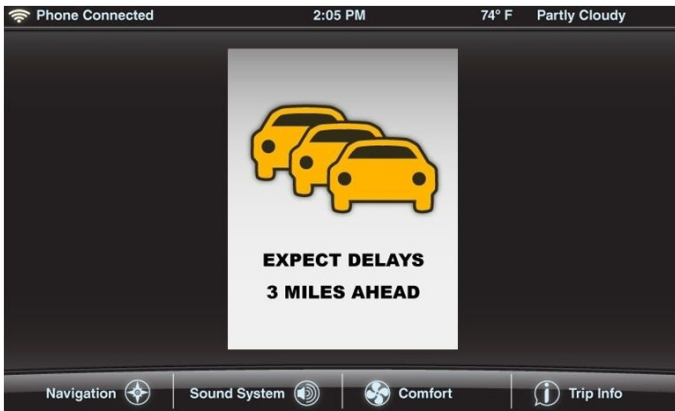 Phone Connected 2:05 PM 74° F Partly Cloudy
EXPECT DELAYS
3 MILES AHEAD
Navigation Sound System Comfort Trip Info